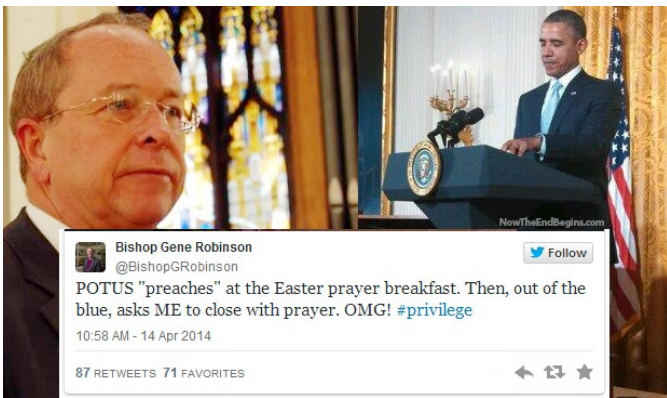 NowTheEndBegins.com
Bishop Gene Robinson
@BishopGRobinson
Follow
POTUS "preaches" at the Easter prayer breakfast. Then, out of the
blue, asks ME to close with prayer. OMG! #privilege
10:58 AM - 14 Apr 2014
87 RETWEETS 71 FAVORITES